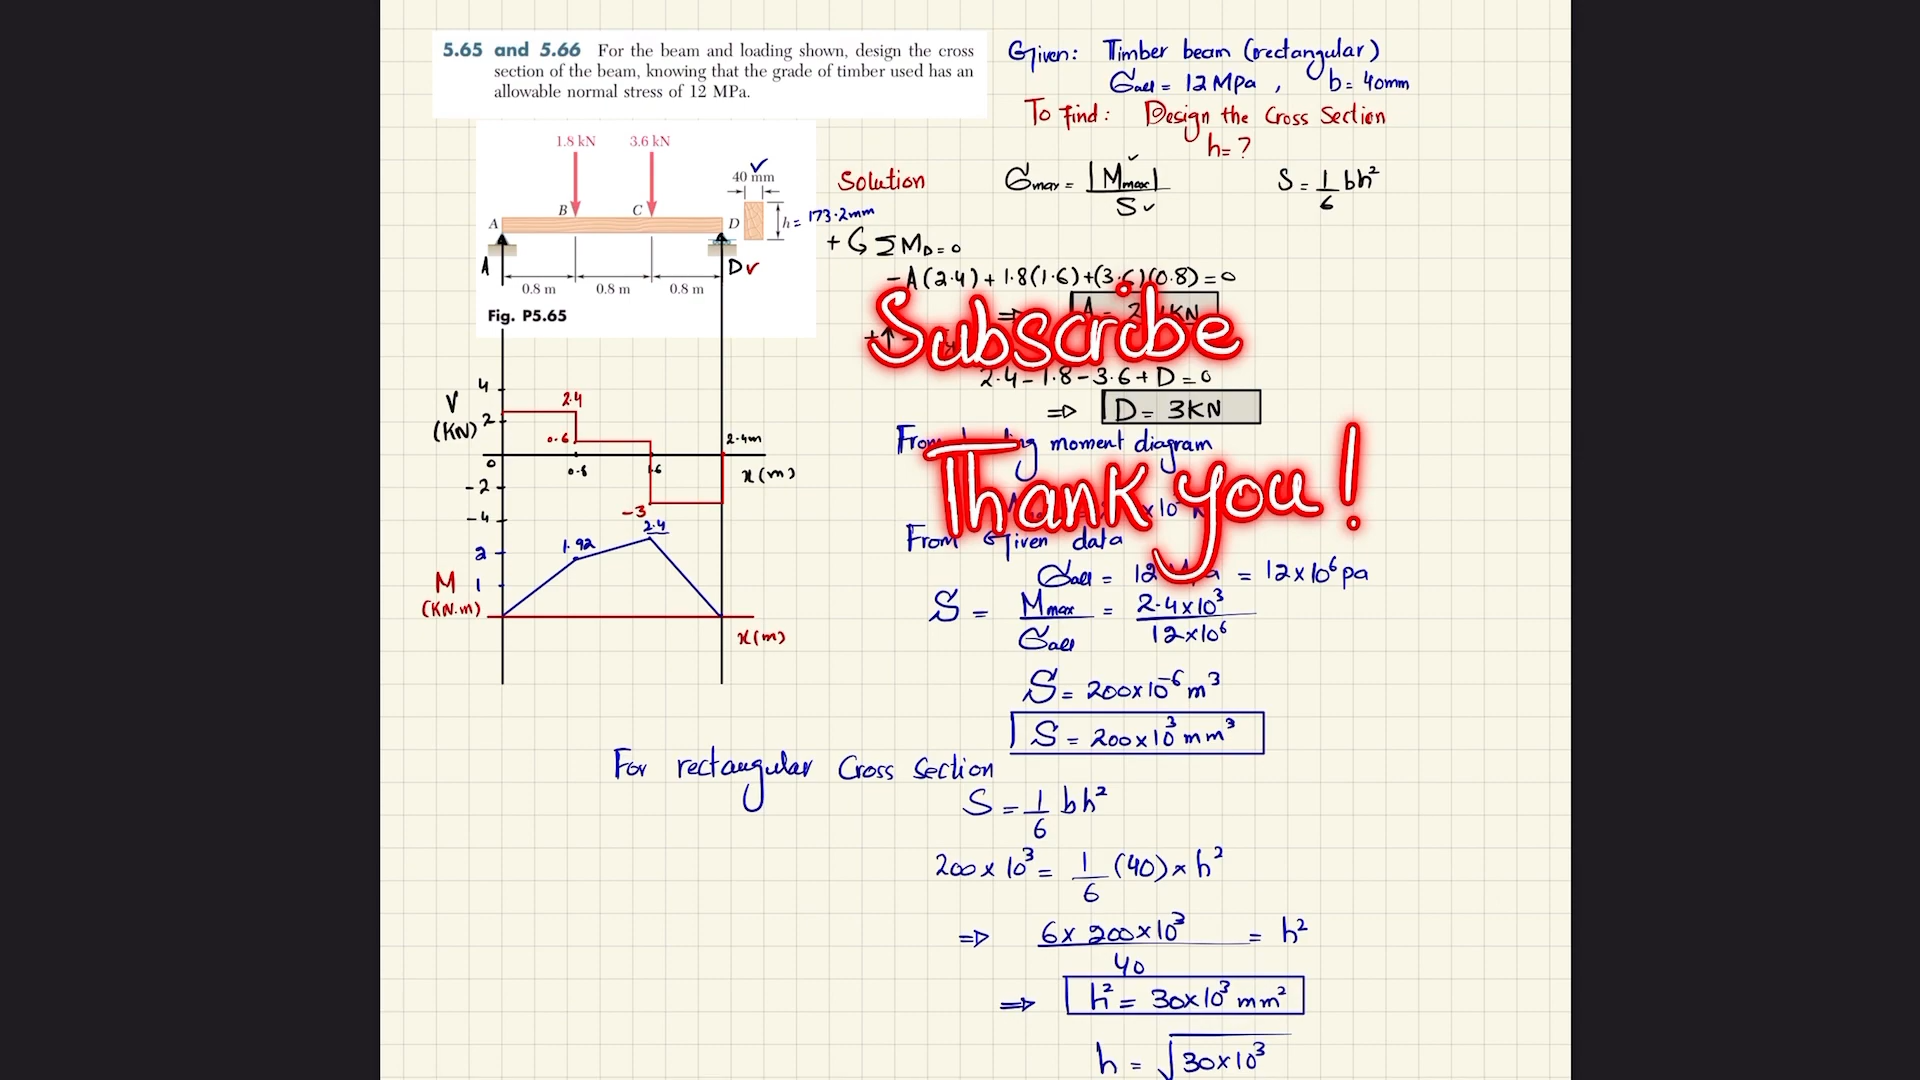 5.65 and 5.66 For the beam and loading shown, design the cross
section of the beam, knowing that the grade of timber used has an
allowable normal stress of 12 MPa.
Given: Timber beam (rectangular)
σall = 12 MPa , b = 40mm
To find: Design the Cross Section
h = ?
1.8 kN 3.6 kN
40 mm
B C
A D h = 173.2mm
A D
0.8 m 0.8 m 0.8 m
Fig. P5.65
Solution
σmax = |Mmax| / S
S = 1/6 bh²
+ ↺ ΣM_D = 0
-A(2.4) + 1.8(1.6) + (3.6)(0.8) = 0
KN
Subscribe
2.4 - 1.8 - 3.6 + D = 0
⇒ D = 3KN
From moment diagram
Thank you!
From Given data
σall = 12 = 12x10⁶ pa
S = Mmax / σall = 2.4x10³ / 12x10⁶
S = 200x10⁻⁶ m³
S = 200x10³ mm³
V
(KN)
4
2
0
-2
-4
2.4
0.6
0.8
1.6
2.4m
x(m)
-3
M
(KN.m)
2
1
1.92
2.4
x(m)
For rectangular Cross Section
S = 1/6 bh²
200 x 10³ = 1/6 (40) x h²
⇒ 6 x 200 x 10³ / 40 = h²
⇒ h² = 30x10³ mm²
h = √30x10³